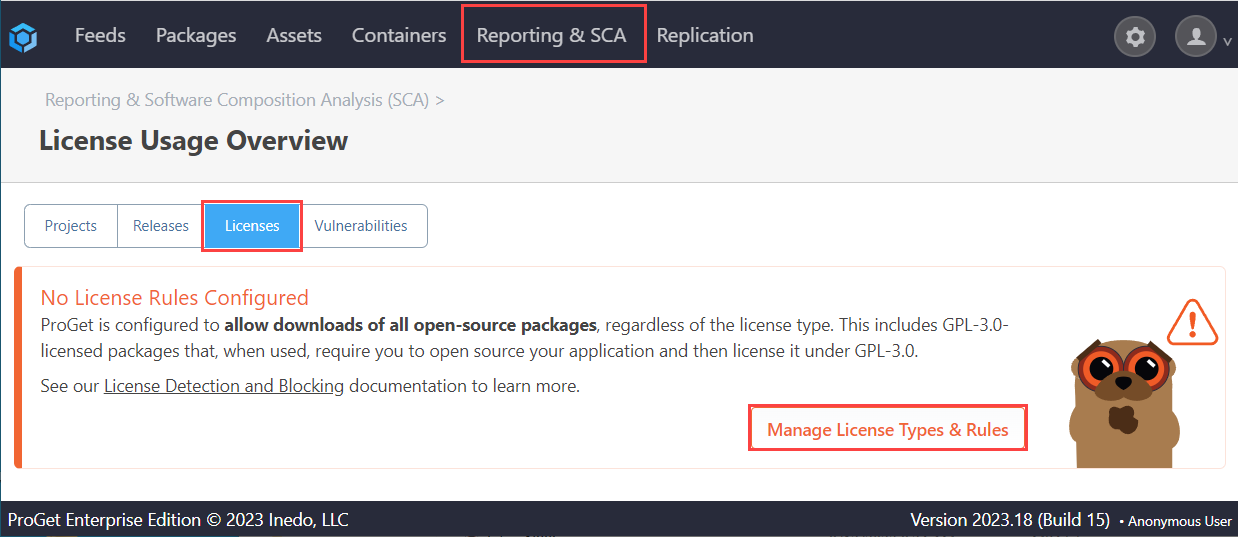 Feeds Packages Assets Containers Reporting & SCA Replication
Reporting & Software Composition Analysis (SCA) >
License Usage Overview
Projects Releases Licenses Vulnerabilities
No License Rules Configured
ProGet is configured to allow downloads of all open-source packages, regardless of the license type. This includes GPL-3.0-
licensed packages that, when used, require you to open source your application and then license it under GPL-3.0.
See our License Detection and Blocking documentation to learn more.
Manage License Types & Rules
ProGet Enterprise Edition © 2023 Inedo, LLC Version 2023.18 (Build 15) • Anonymous User